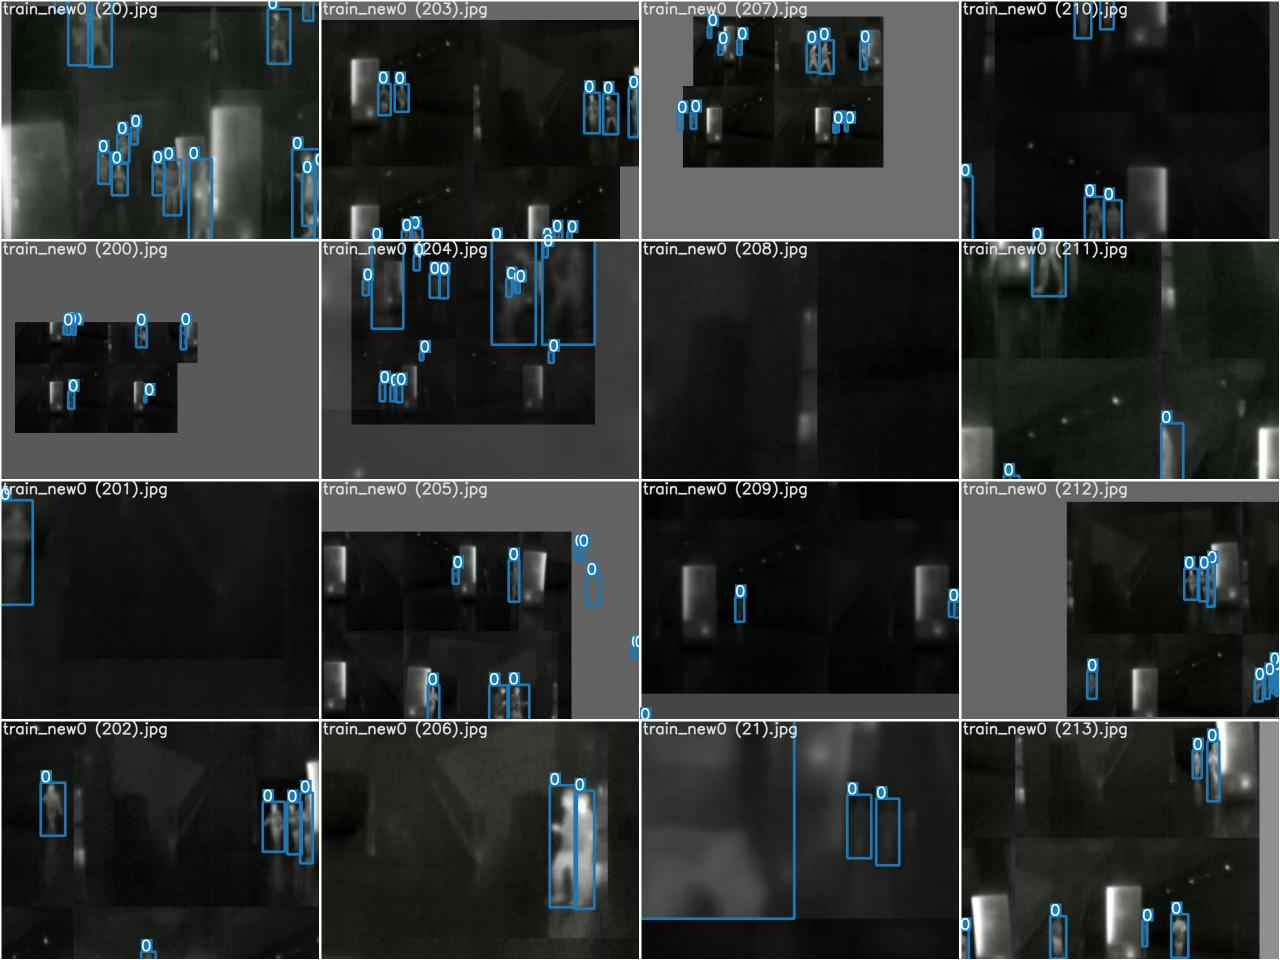 train_new0 (20).jpg
train_new0 (203).jpg
train_new0 (207).jpg
train_new0 (210).jpg
train_new0 (200).jpg
train_new0 (204).jpg
train_new0 (208).jpg
train_new0 (211).jpg
train_new0 (201).jpg
train_new0 (205).jpg
train_new0 (209).jpg
train_new0 (212).jpg
train_new0 (202).jpg
train_new0 (206).jpg
train_new0 (21).jpg
train_new0 (213).jpg